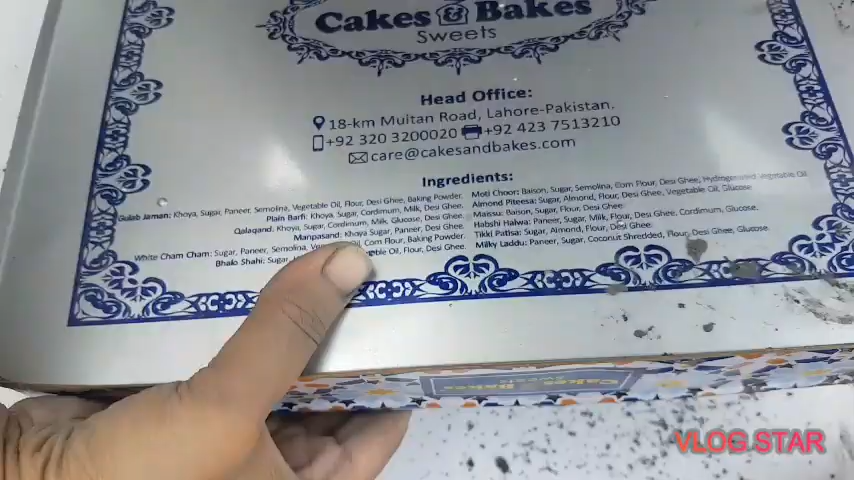 Cakes & Bakes
Sweets
Head Office:
18-km Multan Road, Lahore-Pakistan.
+92 320 3200020 +92 423 7513210
care@cakesandbakes.com
Ingredients:
Gulab Jaman: Khoya, Sugar, Paneer, Semolina, Vegetable Oil, Flour, Desi Ghee, Baking Powder.
Plain Barfi: Khoya, Sugar, Cordimum, Milk, Desi Ghee.
Qalaqand: Khoya, Sugar, Cordimum, Milk, Glucose, Desi Ghee.
Manpasand: Khoya, Sugar, Paneer, Desi Ghee.
White Cham Cham: Sugar, Paneer, Semolina, Vegetable Oil, Corn Flour, Baking Powder.
Bhalo Shahi: Sugar, Oil, Flour, Desi Ghee.
Moti Choor: Baison, Sugar, Semolina, Corn Flour, Desi Ghee, Hydrogenated Vegetable Oil
Almond Piteesa: Sugar, Almond, Flour, Desi Ghee, Vegetable Oil, Glucose
Maissu: Baison, Sugar, Flour, Desi Ghee.
Habshi Halwa: Paneer, Sugar, Milk, Flour, Desi Ghee, Cordimum, Glucose.
Tikki Patisa: Sugar, Almond, Flour, Desi Ghee.
Milky Laddu: Paneer, Sugar, Coconut Shredded, Flour, Desi Ghee, Glucose.
Cakes & Bakes
VLOG STAR